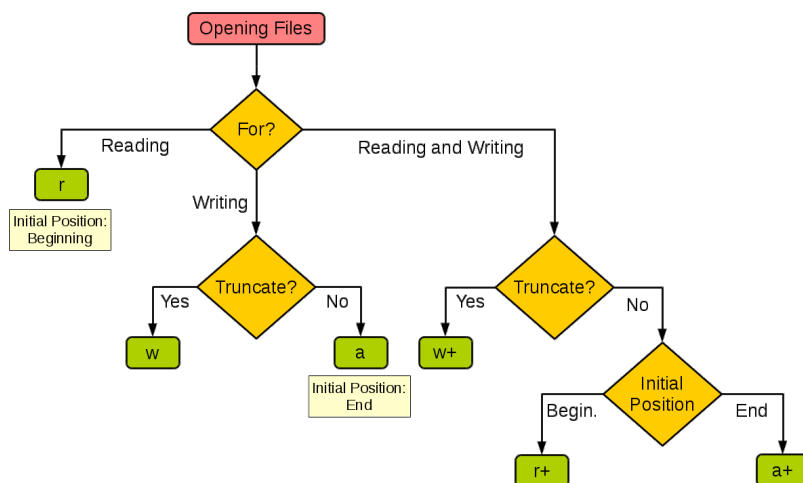 Opening Files
For?
Reading
Reading and Writing
r
Writing
Initial Position:
Beginning
Truncate?
Truncate?
Yes
No
Yes
No
w
a
w+
Initial Position:
End
Initial
Position
Begin.
End
r+
a+